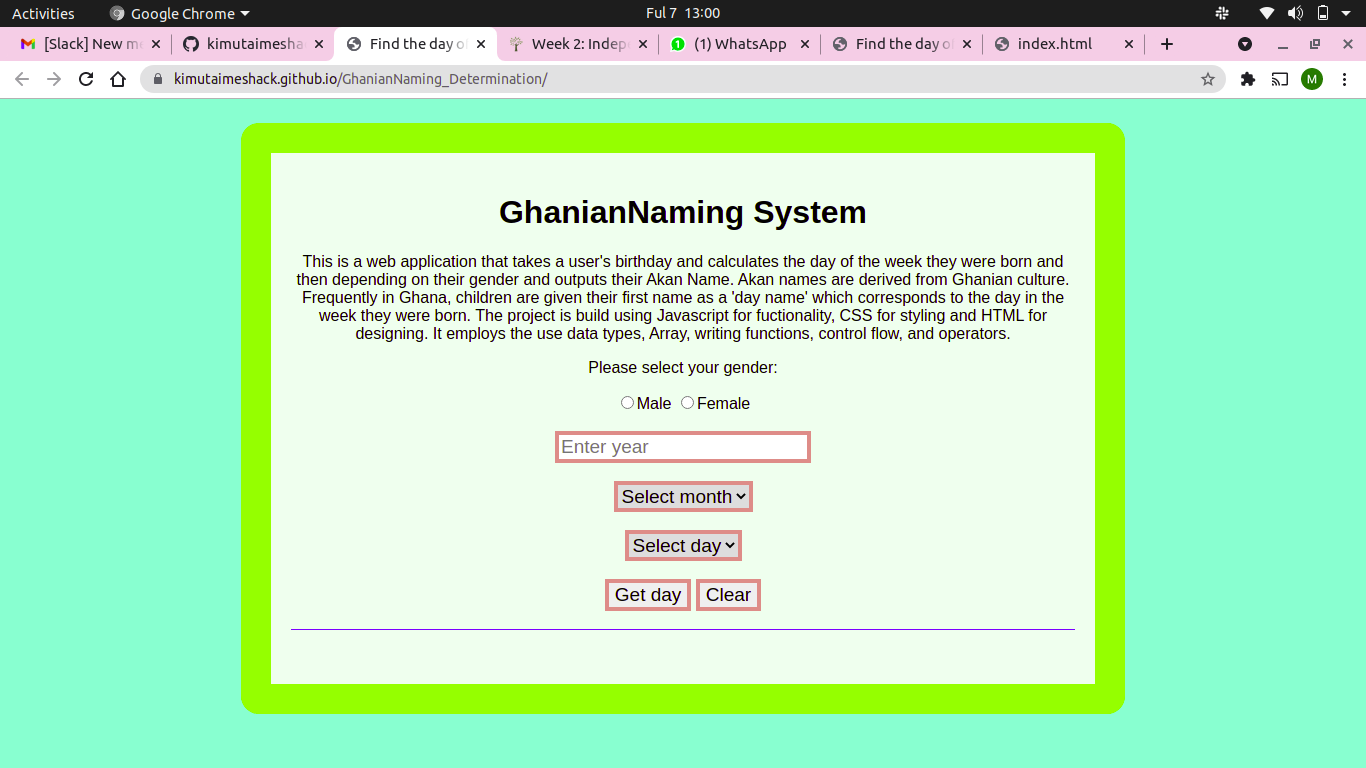 Activities Google Chrome Ful 7 13:00
[Slack] New me kimutaimesha Find the day o Week 2: Indep (1) WhatsApp Find the day o index.html
kimutaimeshack.github.io/GhanianNaming_Determination/ M
GhanianNaming System
This is a web application that takes a user's birthday and calculates the day of the week they were born and
then depending on their gender and outputs their Akan Name. Akan names are derived from Ghanian culture.
Frequently in Ghana, children are given their first name as a 'day name' which corresponds to the day in the
week they were born. The project is build using Javascript for fuctionality, CSS for styling and HTML for
designing. It employs the use data types, Array, writing functions, control flow, and operators.
Please select your gender:
Male Female
Enter year
Select month
Select day
Get day Clear